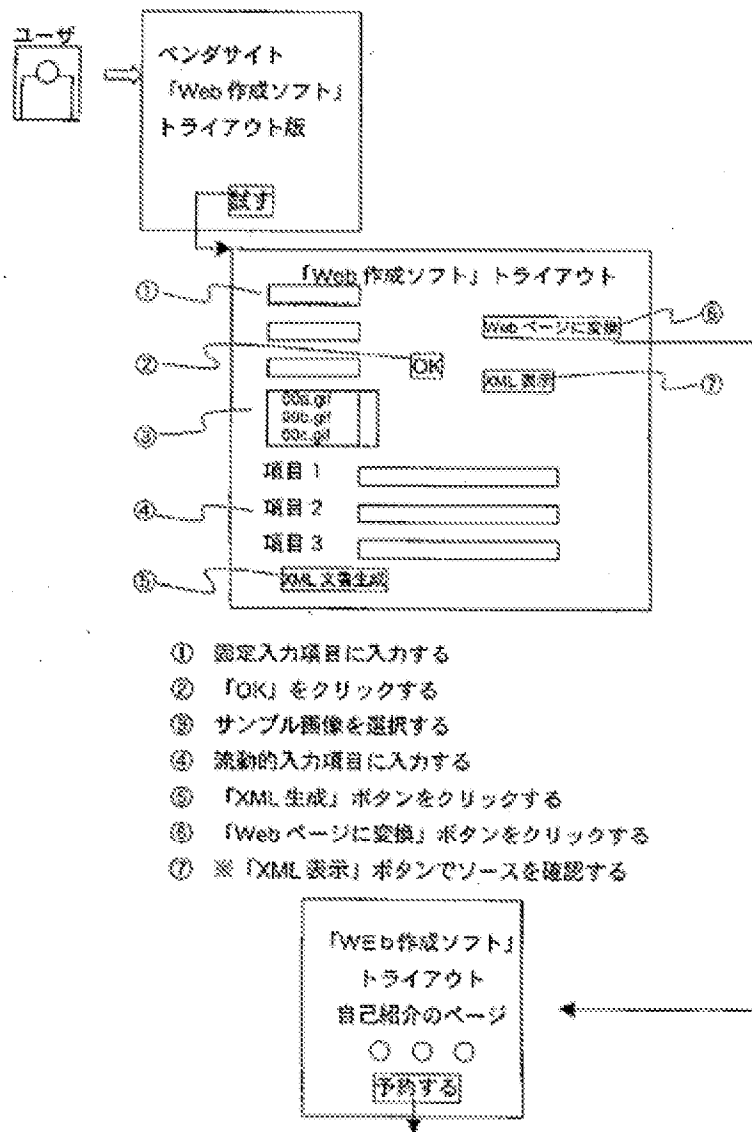 ユーザ
ベンダサイト
「Web 作成ソフト」
トライアウト版
試す
「Web 作成ソフト」トライアウト
①
Web ページに変換
⑥
②
OK
XML 表示
⑦
00a.gif
00b.gif
00c.gif
③
項目 1
④
項目 2
項目 3
⑤
XML 文書生成
① 固定入力項目に入力する
② 「OK」をクリックする
③ サンプル画像を選択する
④ 流動的入力項目に入力する
⑤ 「XML 生成」ボタンをクリックする
⑥ 「Web ページに変換」ボタンをクリックする
⑦ ※「XML 表示」ボタンでソースを確認する
「WEb作成ソフト」
トライアウト
自己紹介のページ
○ ○ ○
予約する